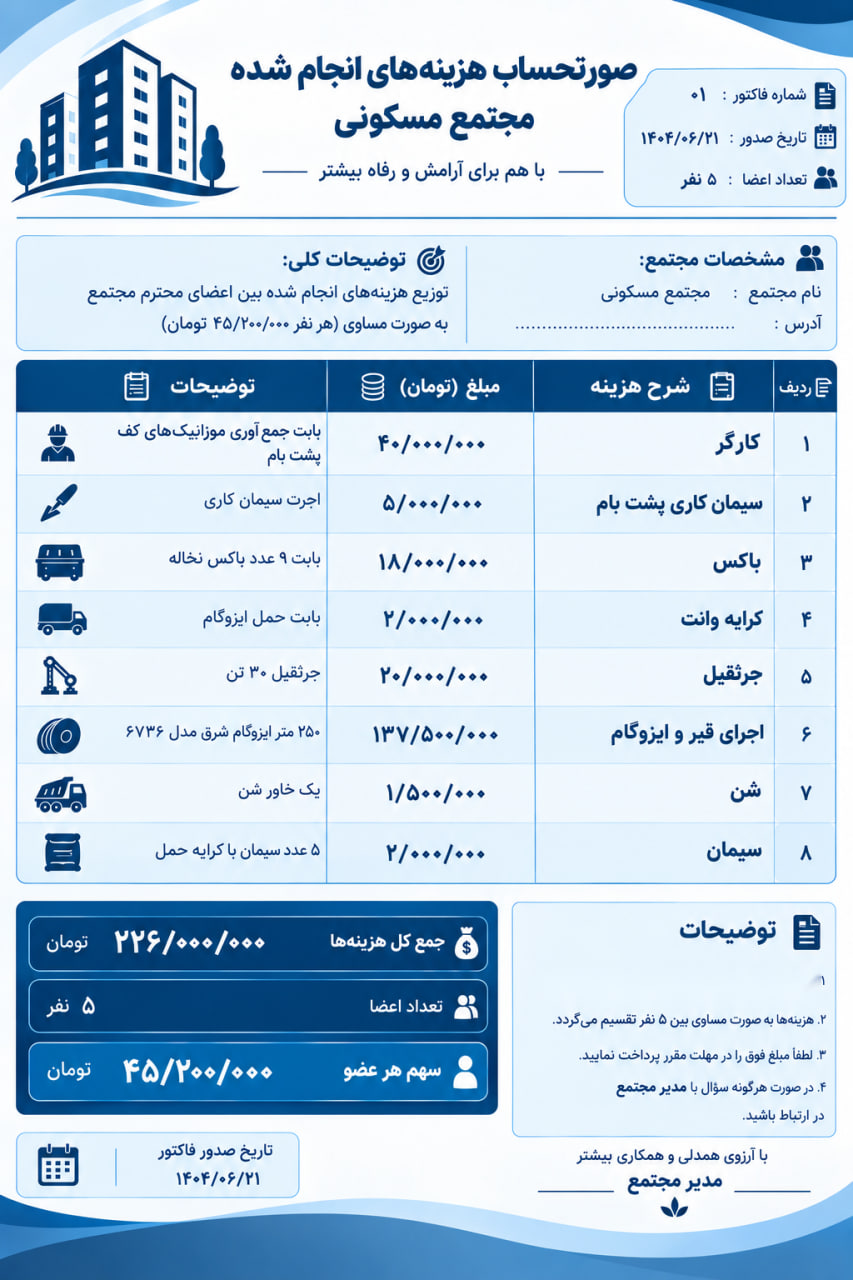 صورتحساب هزینه‌های انجام شده
مجتمع مسکونی
با هم برای آرامش و رفاه بیشتر
شماره فاکتور : ۰۱
تاریخ صدور : ۱۴۰۴/۰۶/۲۱
تعداد اعضا : ۵ نفر
مشخصات مجتمع:
نام مجتمع : مجتمع مسکونی
آدرس : ........................................
توضیحات کلی:
توزیع هزینه‌های انجام شده بین اعضای محترم مجتمع
به صورت مساوی (هر نفر ۴۵/۲۰۰/۰۰۰ تومان)
ردیف شرح هزینه مبلغ (تومان) توضیحات
۱ کارگر ۴۰/۰۰۰/۰۰۰ بابت جمع‌آوری موزانیک‌های کف
پشت بام
۲ سیمان کاری پشت بام ۵/۰۰۰/۰۰۰ اجرت سیمان کاری
۳ باکس ۱۸/۰۰۰/۰۰۰ بابت ۹ عدد باکس نخاله
۴ کرایه وانت ۲/۰۰۰/۰۰۰ بابت حمل ایزوگام
۵ جرثقیل ۲۰/۰۰۰/۰۰۰ جرثقیل ۳۰ تن
۶ اجرای قیر و ایزوگام ۱۳۷/۵۰۰/۰۰۰ ۲۵۰ متر ایزوگام شرق مدل ۶۷۳۶
۷ شن ۱/۵۰۰/۰۰۰ یک خاور شن
۸ سیمان ۲/۰۰۰/۰۰۰ ۵ عدد سیمان با کرایه حمل
توضیحات
۱
۲. هزینه‌ها به صورت مساوی بین ۵ نفر تقسیم می‌گردد.
۳. لطفاً مبلغ فوق را در مهلت مقرر پرداخت نمایید.
۴. در صورت هرگونه سؤال با مدیر مجتمع
در ارتباط باشید.
جمع کل هزینه‌ها ۲۲۶/۰۰۰/۰۰۰ تومان
تعداد اعضا ۵ نفر
سهم هر عضو ۴۵/۲۰۰/۰۰۰ تومان
با آرزوی همدلی و همکاری بیشتر
مدیر مجتمع
تاریخ صدور فاکتور
۱۴۰۴/۰۶/۲۱